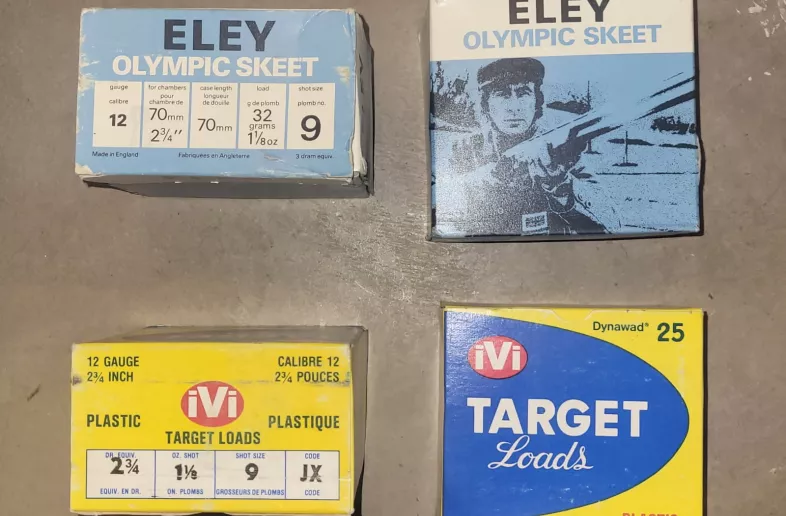 ELEY
OLYMPIC SKEET
gauge
calibre
12
for chambers
pour
chambre de
70mm
2¾"
case length
longueur
de douille
70mm
load
g de plomb
32
grams
1⅛oz
shot size
plomb no.
9
Made in England
Fabriquées en Angleterre
3 dram equiv.
ELEY
OLYMPIC SKEET
12 GAUGE
2¾ INCH
CALIBRE 12
2¾ POUCES
iVi
PLASTIC
PLASTIQUE
TARGET LOADS
DR. EQUIV.
2¾
EQUIV. EN DR.
OZ. SHOT
1⅛
ON. PLOMBS
SHOT SIZE
9
GROSSEURS DE PLOMBS
CODE
JX
CODE
Dynawad® 25
iVi
TARGET
Loads
PLASTIC